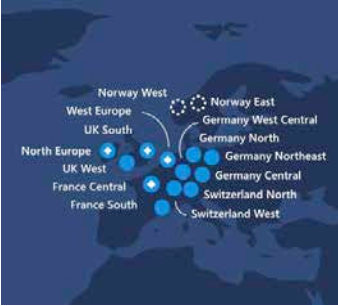 Norway West
Norway East
West Europe
Germany West Central
UK South
Germany North
North Europe
Germany Northeast
UK West
Germany Central
France Central
Switzerland North
France South
Switzerland West